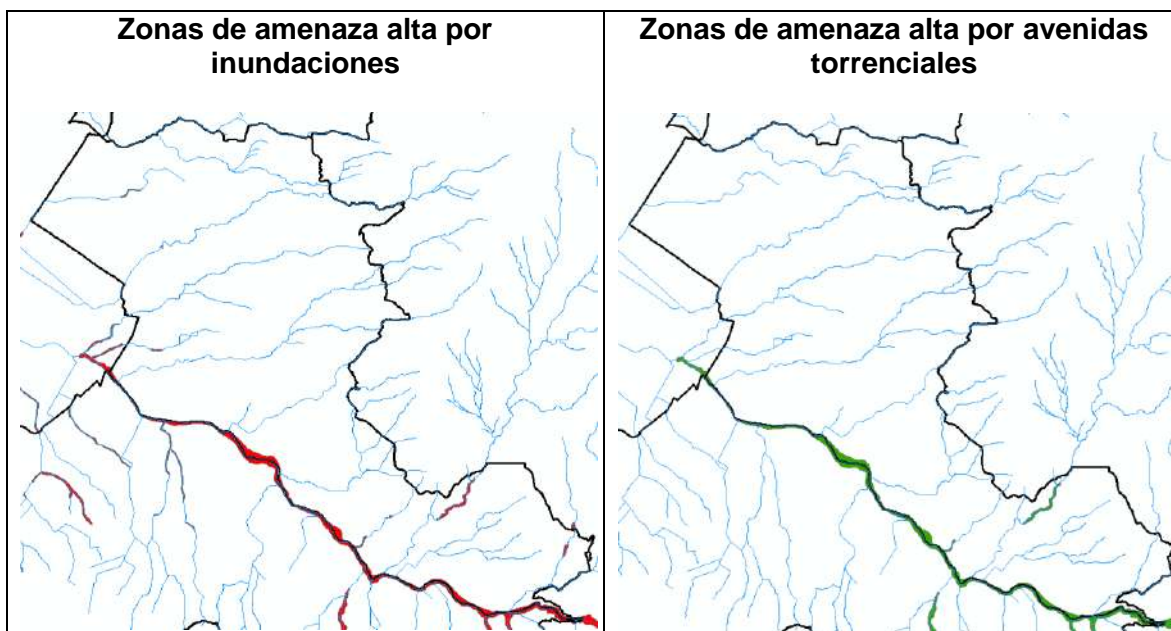 Zonas de amenaza alta por
inundaciones
Zonas de amenaza alta por avenidas
torrenciales